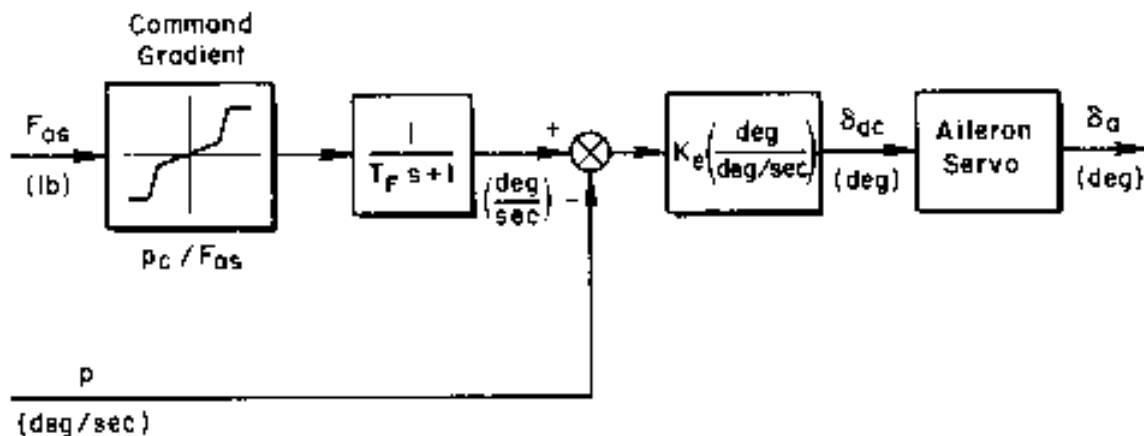 Command
Gradient
F_as
(lb)
p_c / F_as
1
T_F s+1
+
(deg/sec)
-
K_e (deg / deg/sec)
δ_ac
(deg)
Aileron
Servo
δ_a
(deg)
p
(deg/sec)